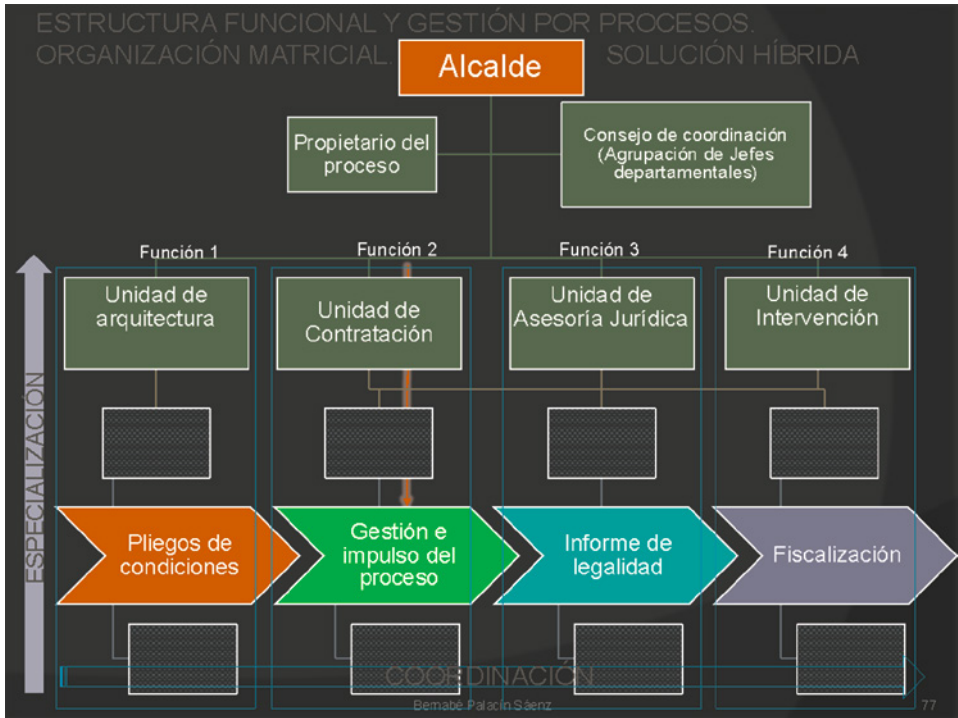 ESTRUCTURA FUNCIONAL Y GESTIÓN POR PROCESOS.
ORGANIZACIÓN MATRICIAL. SOLUCIÓN HÍBRIDA
Alcalde
Propietario del
proceso
Consejo de coordinación
(Agrupación de Jefes
departamentales)
Función 1
Función 2
Función 3
Función 4
Unidad de
arquitectura
Unidad de
Contratación
Unidad de
Asesoría Jurídica
Unidad de
Intervención
ESPECIALIZACIÓN
Pliegos de
condiciones
Gestión e
impulso del
proceso
Informe de
legalidad
Fiscalización
COORDINACIÓN
Bernabé Palacín Sáenz
77